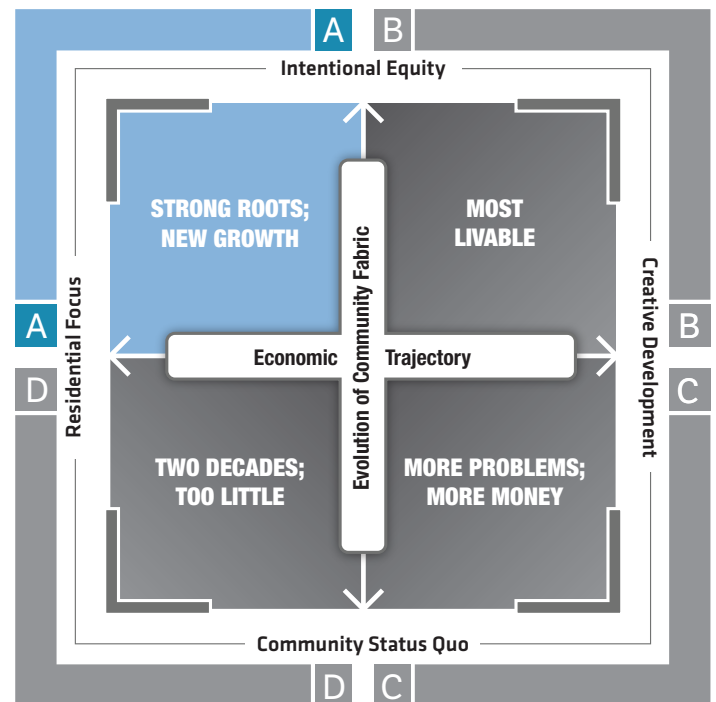 A B
Intentional Equity
STRONG ROOTS;
NEW GROWTH
MOST
LIVABLE
Evolution of Community Fabric
Residential Focus
Creative Development
A
B
Economic Trajectory
D
C
TWO DECADES;
TOO LITTLE
MORE PROBLEMS;
MORE MONEY
Community Status Quo
D C